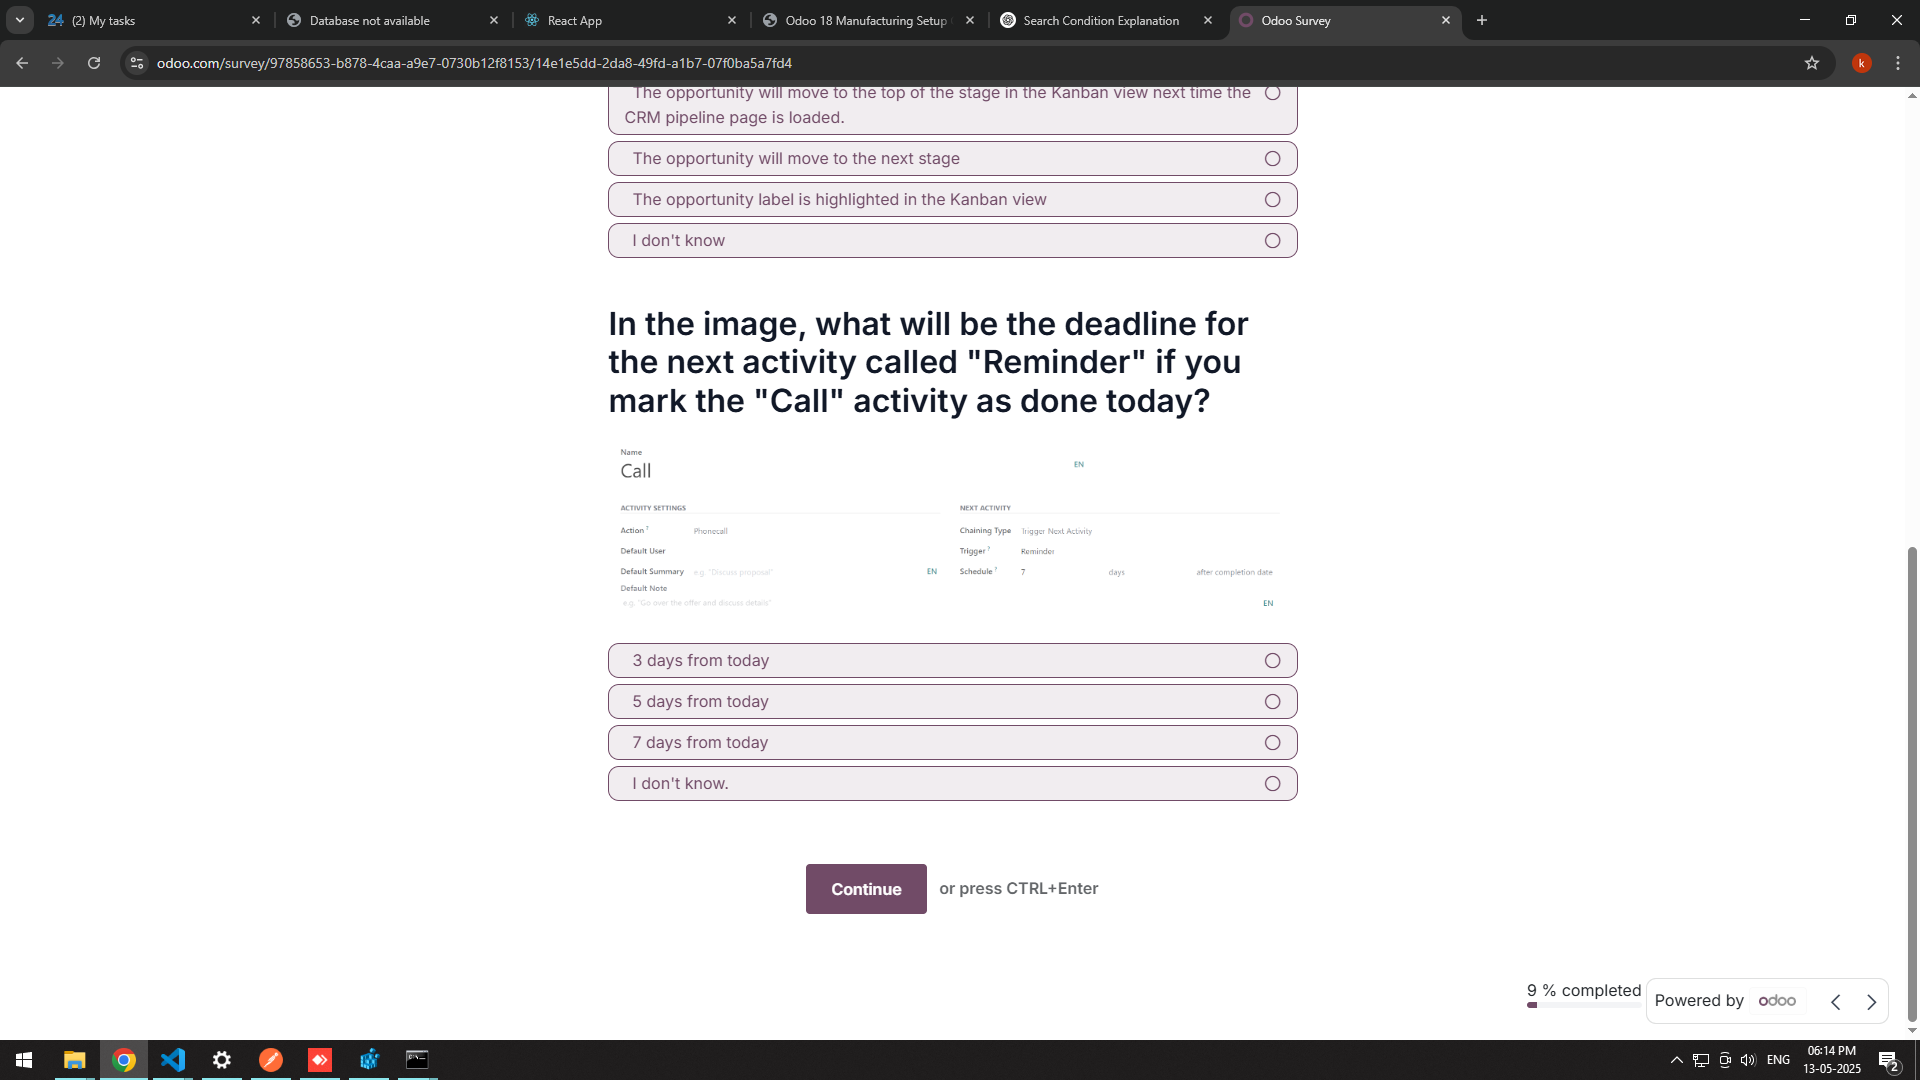 (2) My tasks
Database not available
React App
Odoo 18 Manufacturing Setup
Search Condition Explanation
Odoo Survey
odoo.com/survey/97858653-b878-4caa-a9e7-0730b12f8153/14e1e5dd-2da8-49fd-a1b7-07f0ba5a7fd4
k
The opportunity will move to the top of the stage in the Kanban view next time the
CRM pipeline page is loaded.
The opportunity will move to the next stage
The opportunity label is highlighted in the Kanban view
I don't know
In the image, what will be the deadline for
the next activity called "Reminder" if you
mark the "Call" activity as done today?
Name
Call
EN
ACTIVITY SETTINGS
NEXT ACTIVITY
Action ? Phonecall
Chaining Type Trigger Next Activity
Default User
Trigger ? Reminder
Default Summary e.g. "Discuss proposal" EN
Schedule ? 7 days after completion date
Default Note
e.g. "Go over the offer and discuss details" EN
3 days from today
5 days from today
7 days from today
I don't know.
Continue or press CTRL+Enter
9 % completed
Powered by odoo
ENG
06:14 PM
13-05-2025
2